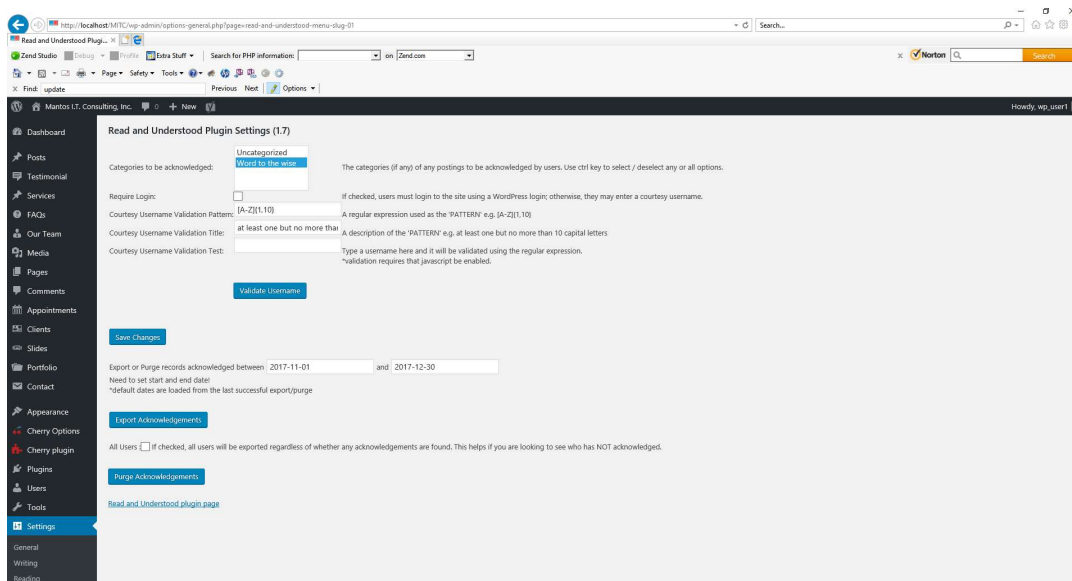 http://localhost/MITC/wp-admin/options-general.php?page=read-and-understood-menu-slug-01
Search...
Read and Understood Plugi...
Zend Studio Debug Profile Extra Stuff Search for PHP information: on Zend.com
Norton Search
Page Safety Tools
Find: update Previous Next Options
Mantos I.T. Consulting, Inc. 0 + New Howdy, wp_user1
Dashboard
Posts
Testimonial
Services
FAQs
Our Team
Media
Pages
Comments
Appointments
Clients
Slides
Portfolio
Contact
Appearance
Cherry Options
Cherry plugin
Plugins
Users
Tools
Settings
General
Writing
Reading
Read and Understood Plugin Settings (1.7)
Uncategorized
Word to the wise
Categories to be acknowledged: The categories (if any) of any postings to be acknowledged by users. Use ctrl key to select / deselect any or all options.
Require Login: If checked, users must login to the site using a WordPress login; otherwise, they may enter a courtesy username.
Courtesy Username Validation Pattern: [A-Z]{1,10} A regular expression used as the 'PATTERN' e.g. [A-Z]{1,10}
Courtesy Username Validation Title: at least one but no more than A description of the 'PATTERN' e.g. at least one but no more than 10 capital letters
Courtesy Username Validation Test: Type a username here and it will be validated using the regular expression.
*validation requires that javascript be enabled.
Validate Username
Save Changes
Export or Purge records acknowledged between 2017-11-01 and 2017-12-30
Need to set start and end date!
*default dates are loaded from the last successful export/purge
Export Acknowledgements
All Users : If checked, all users will be exported regardless of whether any acknowledgements are found. This helps if you are looking to see who has NOT acknowledged.
Purge Acknowledgements
Read and Understood plugin page